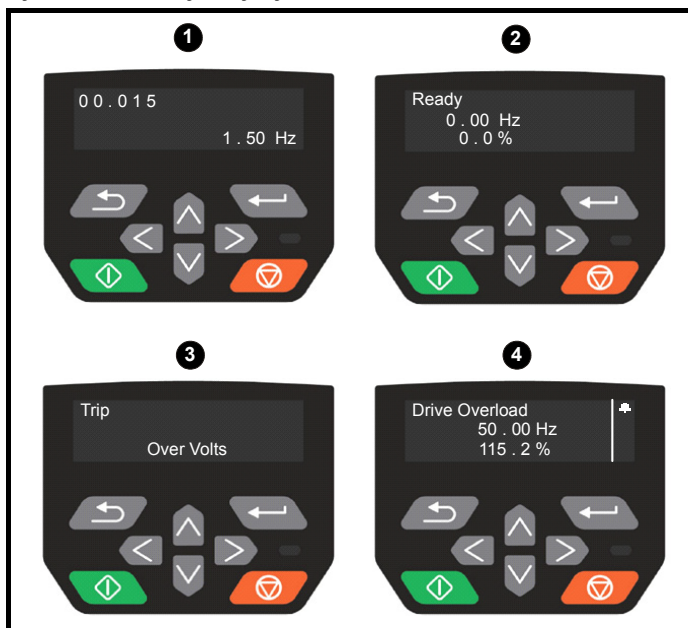 1
00.015
1.50 Hz
2
Ready
0.00 Hz
0.0 %
3
Trip
Over Volts
4
Drive Overload
50.00 Hz
115.2 %